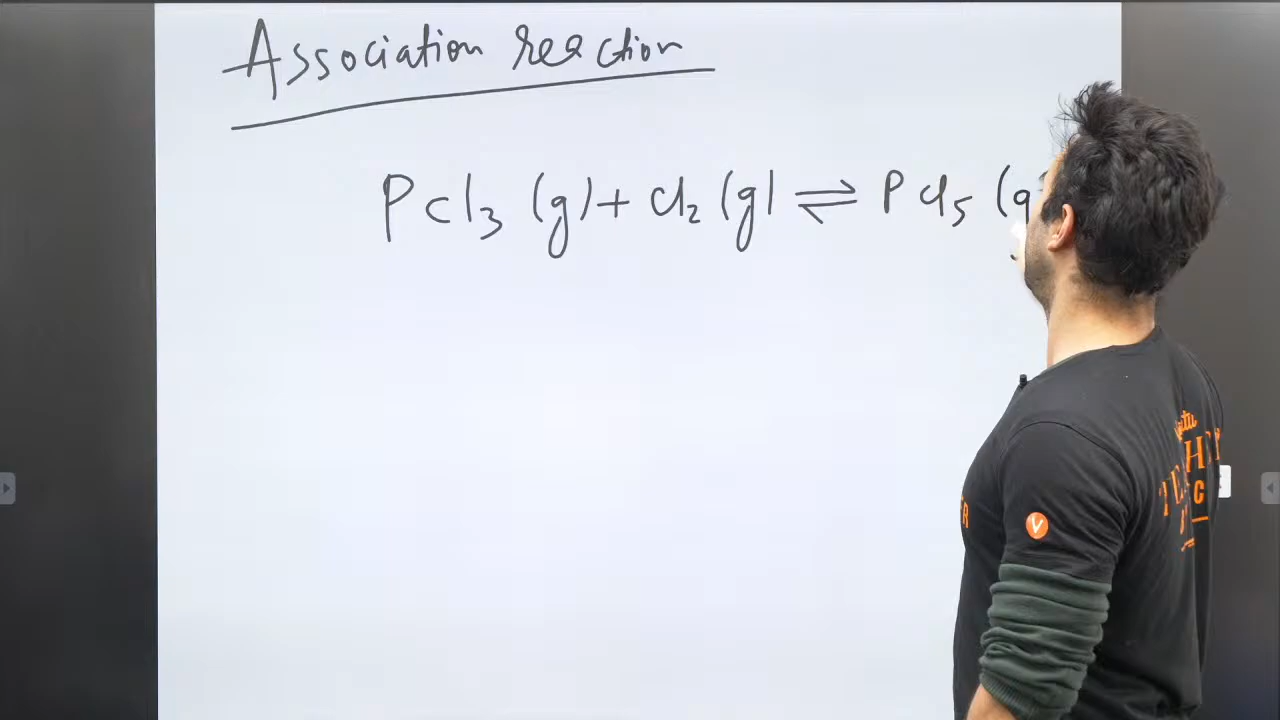 Association reaction
PCl3 (g) + Cl2 (g) ⇌ PCl5 (g
V